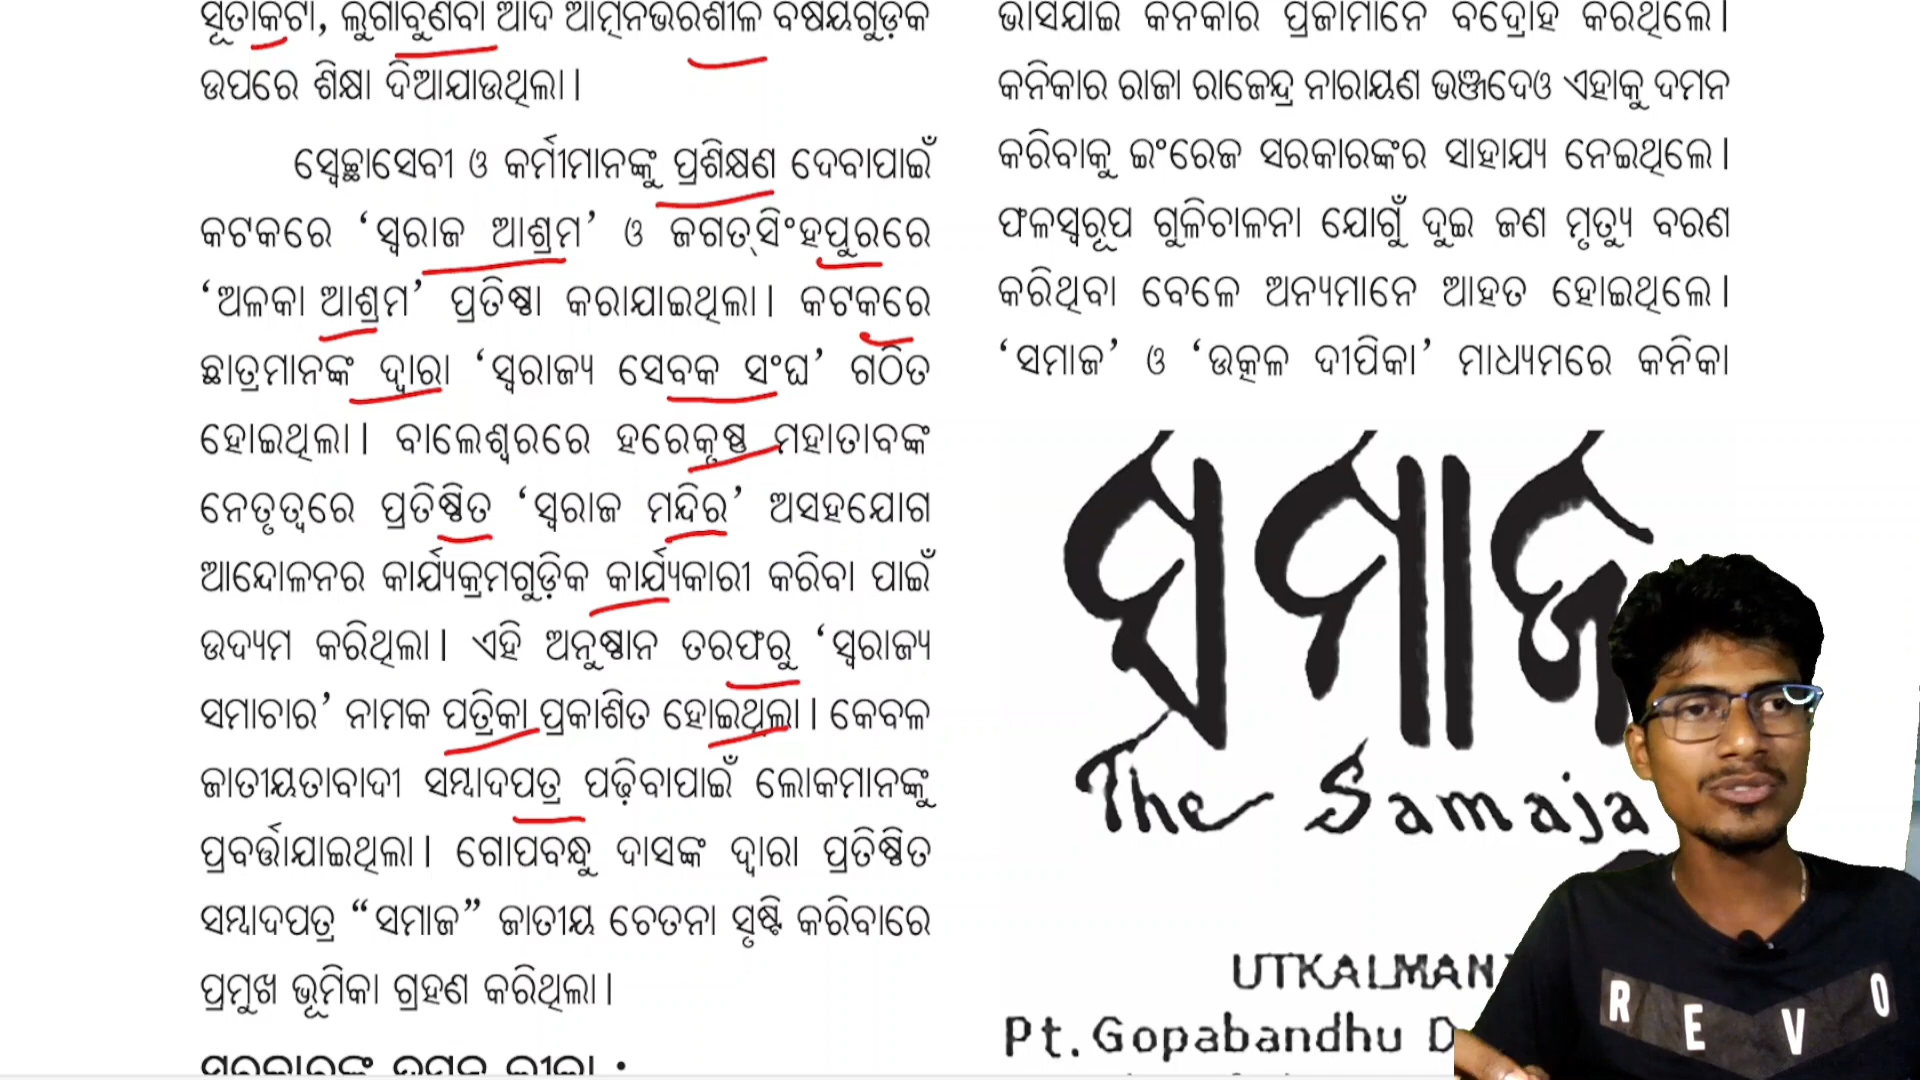 ସୂତାକଟା, ଲୁଗାବୁଣିବା ଆଦି ଆତ୍ମନିର୍ଭରଶୀଳ ବିଷୟଗୁଡ଼ିକ
ଉପରେ ଶିକ୍ଷା ଦିଆଯାଉଥିଲା।
ସ୍ୱେଚ୍ଛାସେବୀ ଓ କର୍ମୀମାନଙ୍କୁ ପ୍ରଶିକ୍ଷଣ ଦେବାପାଇଁ
କଟକରେ ‘ସ୍ୱରାଜ ଆଶ୍ରମ’ ଓ ଜଗତ୍‌ସିଂହପୁରରେ
‘ଅଳକା ଆଶ୍ରମ’ ପ୍ରତିଷ୍ଠା କରାଯାଇଥିଲା। କଟକରେ
ଛାତ୍ରମାନଙ୍କ ଦ୍ୱାରା ‘ସ୍ୱରାଜ୍ୟ ସେବକ ସଂଘ’ ଗଠିତ
ହୋଇଥିଲା। ବାଲେଶ୍ୱରରେ ହରେକୃଷ୍ଣ ମହାତାବଙ୍କ
ନେତୃତ୍ୱରେ ପ୍ରତିଷ୍ଠିତ ‘ସ୍ୱରାଜ ମନ୍ଦିର’ ଅସହଯୋଗ
ଆନ୍ଦୋଳନର କାର୍ଯ୍ୟକ୍ରମଗୁଡ଼ିକ କାର୍ଯ୍ୟକାରୀ କରିବା ପାଇଁ
ଉଦ୍ୟମ କରିଥିଲା। ଏହି ଅନୁଷ୍ଠାନ ତରଫରୁ ‘ସ୍ୱରାଜ୍ୟ
ସମାଚାର’ ନାମକ ପତ୍ରିକା ପ୍ରକାଶିତ ହୋଇଥିଲା। କେବଳ
ଜାତୀୟତାବାଦୀ ସମ୍ବାଦପତ୍ର ପଢ଼ିବାପାଇଁ ଲୋକମାନଙ୍କୁ
ପ୍ରବର୍ତ୍ତାଯାଇଥିଲା। ଗୋପବନ୍ଧୁ ଦାସଙ୍କ ଦ୍ୱାରା ପ୍ରତିଷ୍ଠିତ
ସମ୍ବାଦପତ୍ର “ସମାଜ” ଜାତୀୟ ଚେତନା ସୃଷ୍ଟି କରିବାରେ
ପ୍ରମୁଖ ଭୂମିକା ଗ୍ରହଣ କରିଥିଲା।
ସରକାରଙ୍କ ଦମନ ଲୀଳା :
ଭାସିଯାଇ କନିକାର ପ୍ରଜାମାନେ ବିଦ୍ରୋହ କରିଥିଲେ।
କନିକାର ରାଜା ରାଜେନ୍ଦ୍ର ନାରାୟଣ ଭଞ୍ଜଦେଓ ଏହାକୁ ଦମନ
କରିବାକୁ ଇଂରେଜ ସରକାରଙ୍କର ସାହାଯ୍ୟ ନେଇଥିଲେ।
ଫଳସ୍ୱରୂପ ଗୁଳିଚାଳନା ଯୋଗୁଁ ଦୁଇ ଜଣ ମୃତ୍ୟୁ ବରଣ
କରିଥିବା ବେଳେ ଅନ୍ୟମାନେ ଆହତ ହୋଇଥିଲେ।
‘ସମାଜ’ ଓ ‘ଉତ୍କଳ ଦୀପିକା’ ମାଧ୍ୟମରେ କନିକା
ସମାଜ
The Samaja
UTKALMAN
Pt. Gopabandhu D
REVO